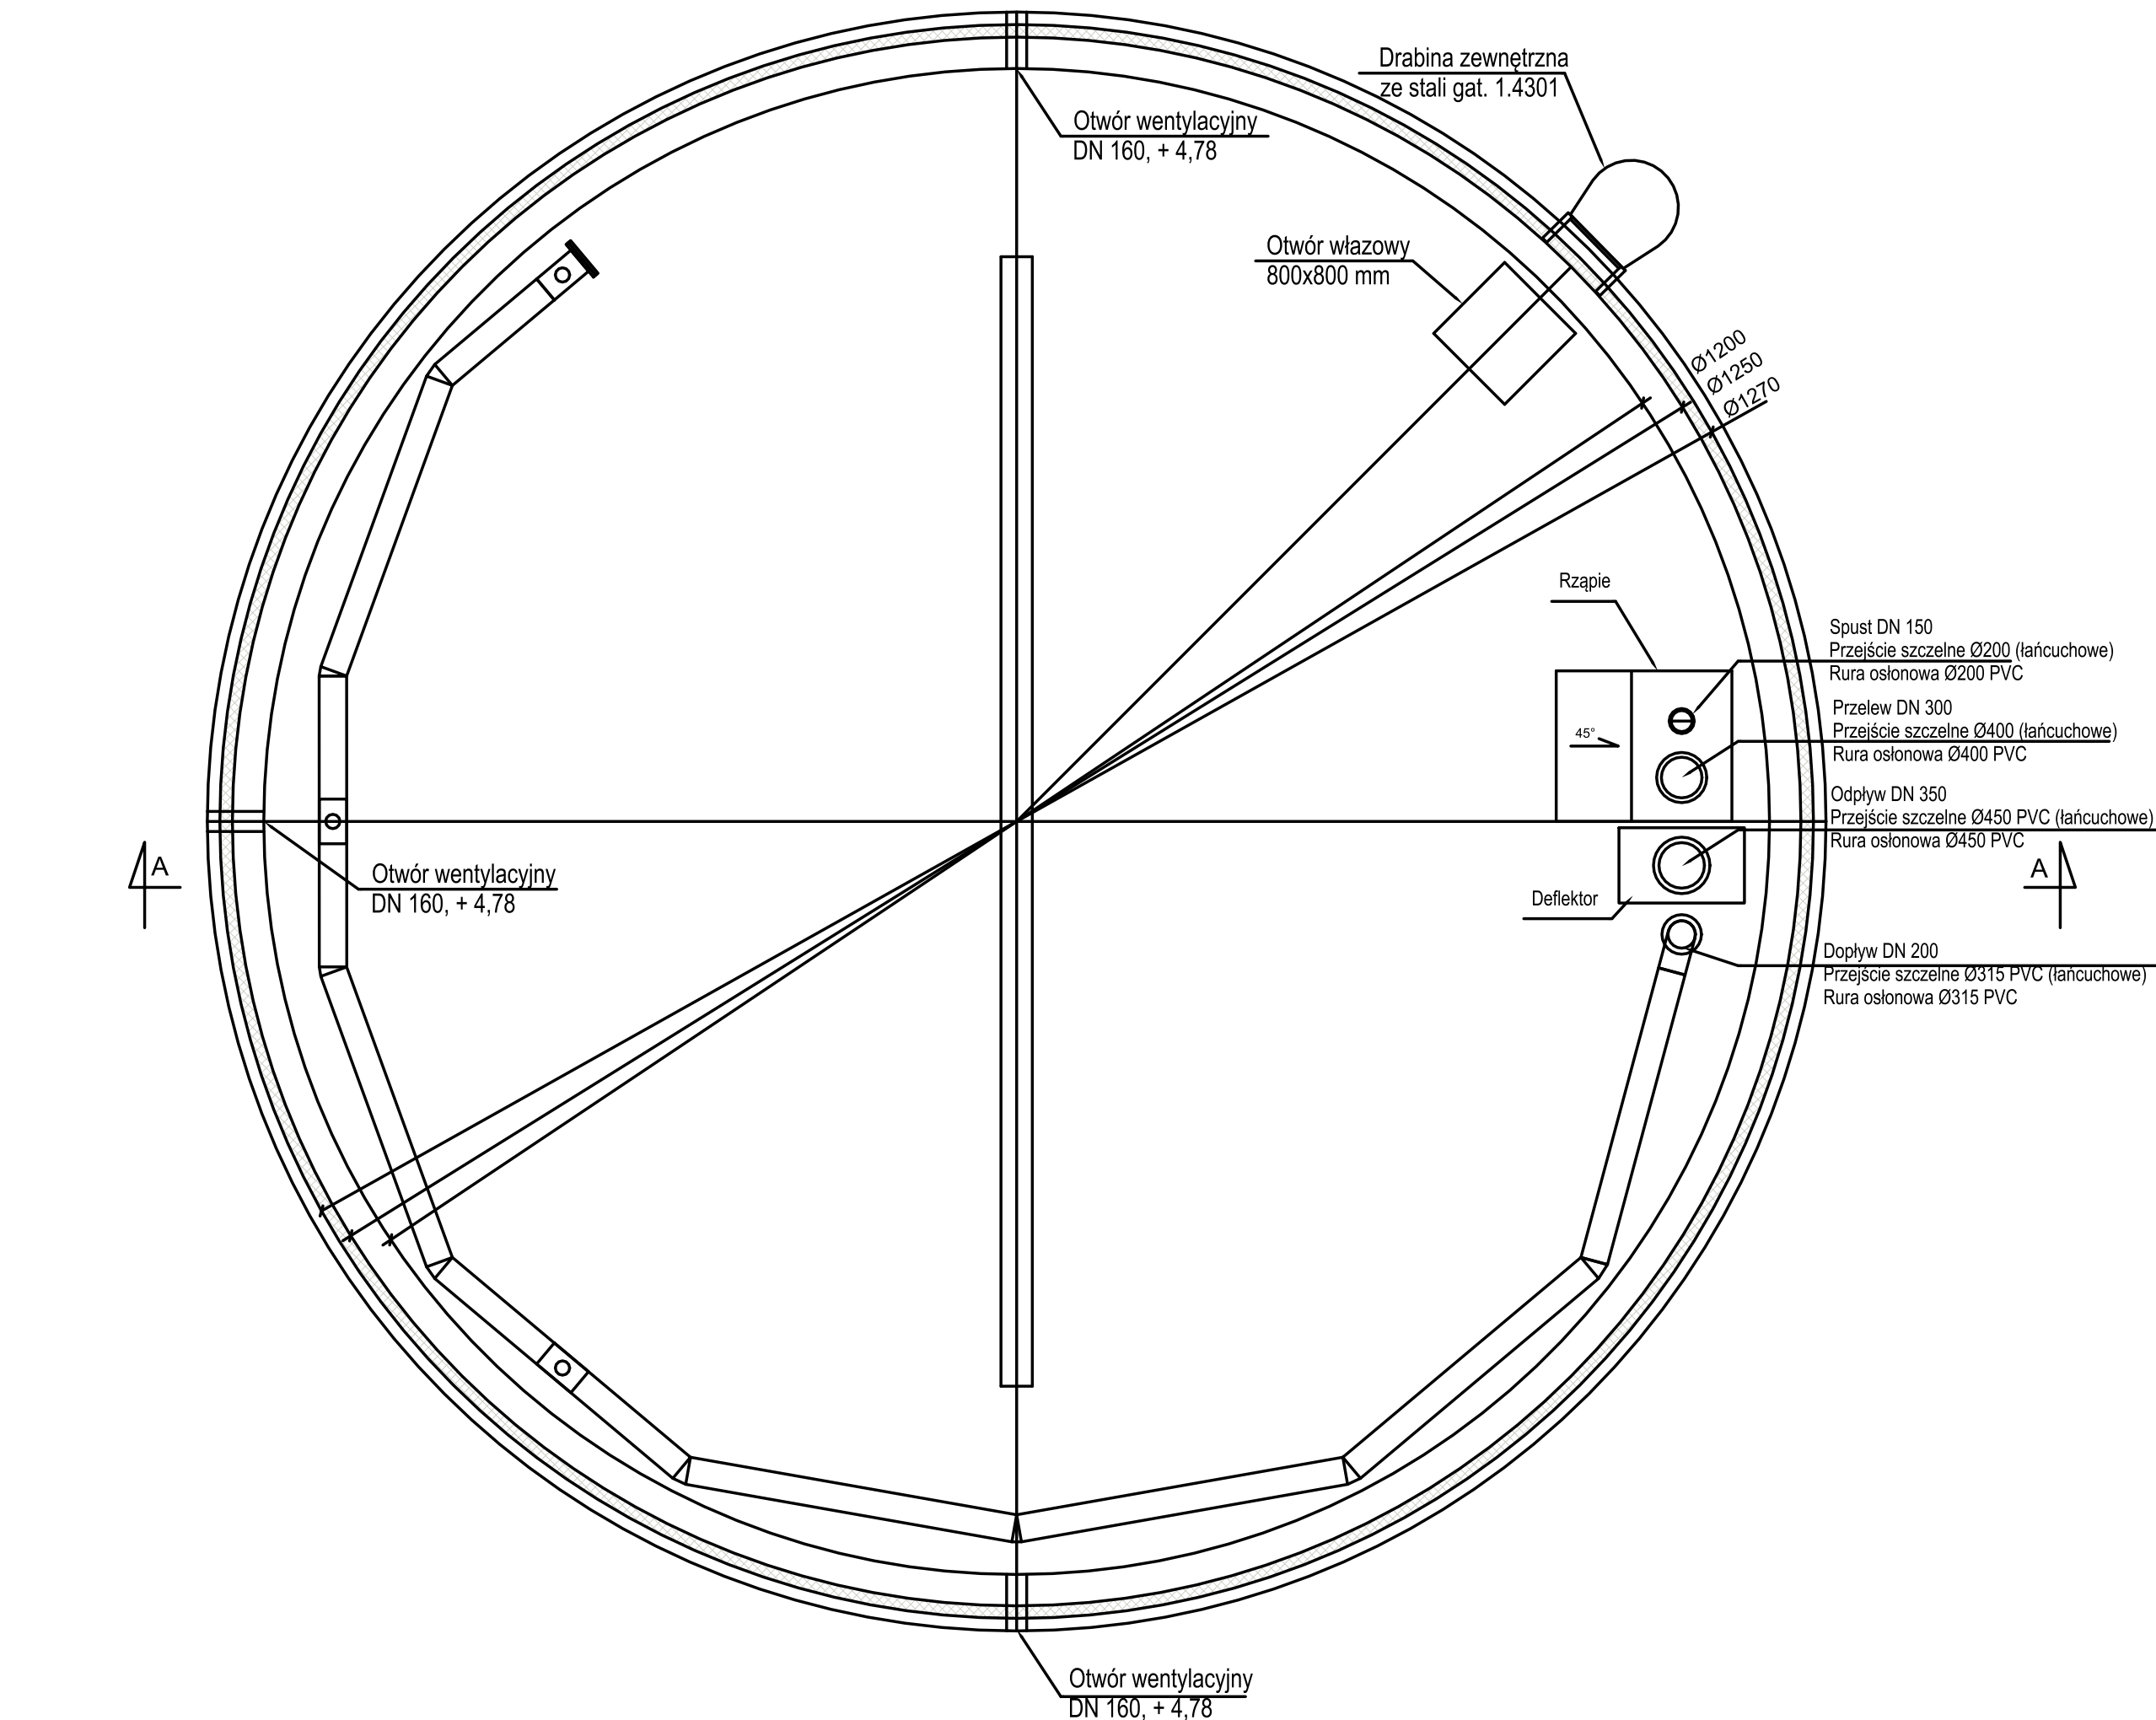 Drabina zewnętrzna
ze stali gat. 1.4301
Otwór wentylacyjny
DN 160, + 4,78
Otwór włazowy
800x800 mm
Ø1200
Ø1250
Ø1270
Rząpie
Spust DN 150
Przejście szczelne Ø200 (łańcuchowe)
Rura osłonowa Ø200 PVC
Przelew DN 300
Przejście szczelne Ø400 (łańcuchowe)
Rura osłonowa Ø400 PVC
45°
Odpływ DN 350
Przejście szczelne Ø450 PVC (łańcuchowe)
Rura osłonowa Ø450 PVC
A
Otwór wentylacyjny
DN 160, + 4,78
A
Deflektor
Dopływ DN 200
Przejście szczelne Ø315 PVC (łańcuchowe)
Rura osłonowa Ø315 PVC
Otwór wentylacyjny
DN 160, + 4,78